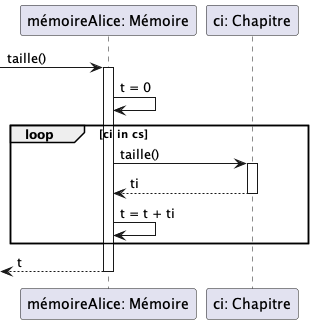 mémoireAlice: Mémoire
ci: Chapitre
taille()
t = 0
loop
[ci in cs]
taille()
ti
t = t + ti
t
mémoireAlice: Mémoire
ci: Chapitre